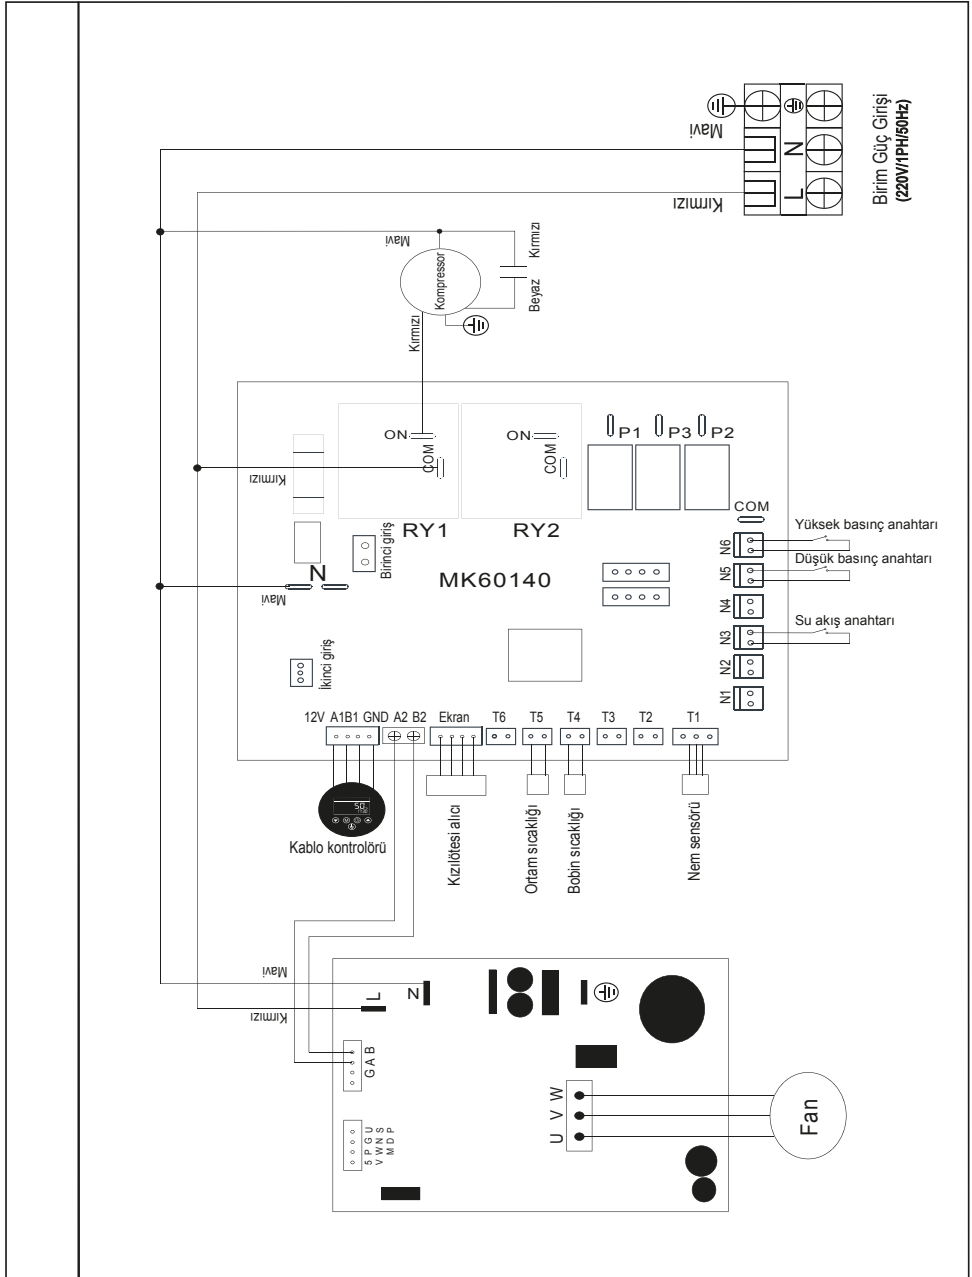 Birim Güç Girişi
(220V/1PH/50Hz)
Mavi
N
L
Kırmızı
Mavi
Kompressor
Kırmızı
Beyaz
Kırmızı
ON
COM
RY1
ON
COM
RY2
P1
P3
P2
COM
Kırmızı
Birinci giriş
N
Mavi
MK60140
İkinci giriş
N6
Yüksek basınç anahtarı
N5
Düşük basınç anahtarı
N4
N3
Su akış anahtarı
N2
N1
12V A1B1 GND A2 B2
Ekran
T6
T5
T4
T3
T2
T1
50
Kablo kontrolörü
Kızılötesi alıcı
Ortam sıcaklığı
Bobin sıcaklığı
Nem sensörü
Mavi
Kırmızı
L
N
G A B
5 P G U
V W N S
M D P
U V W
Fan